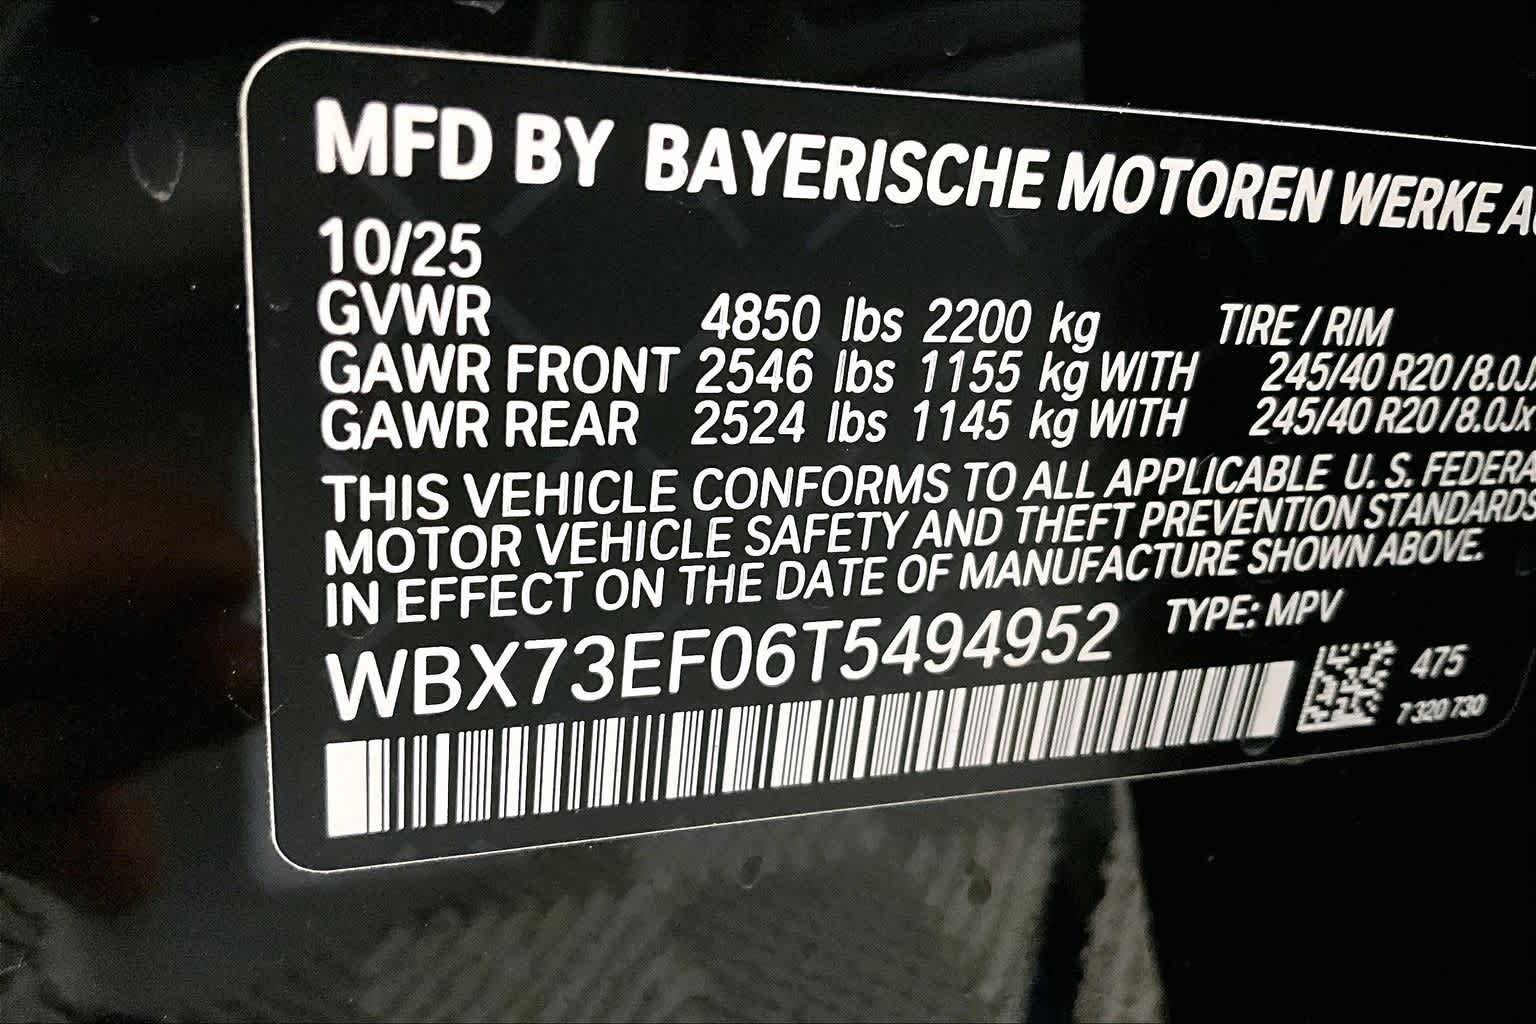 MFD BY BAYERISCHE MOTOREN WERKE
10/25
GVWR 4850 lbs 2200 kg TIRE / RIM
GAWR FRONT 2546 lbs 1155 kg WITH 245/40 R20/8.0J
GAWR REAR 2524 lbs 1145 kg WITH 245/40 R20/8.0Jx
THIS VEHICLE CONFORMS TO ALL APPLICABLE U. S. FEDERA
MOTOR VEHICLE SAFETY AND THEFT PREVENTION STANDARDS
IN EFFECT ON THE DATE OF MANUFACTURE SHOWN ABOVE.
WBX73EF06T5494952 TYPE: MPV
475
7 320 730